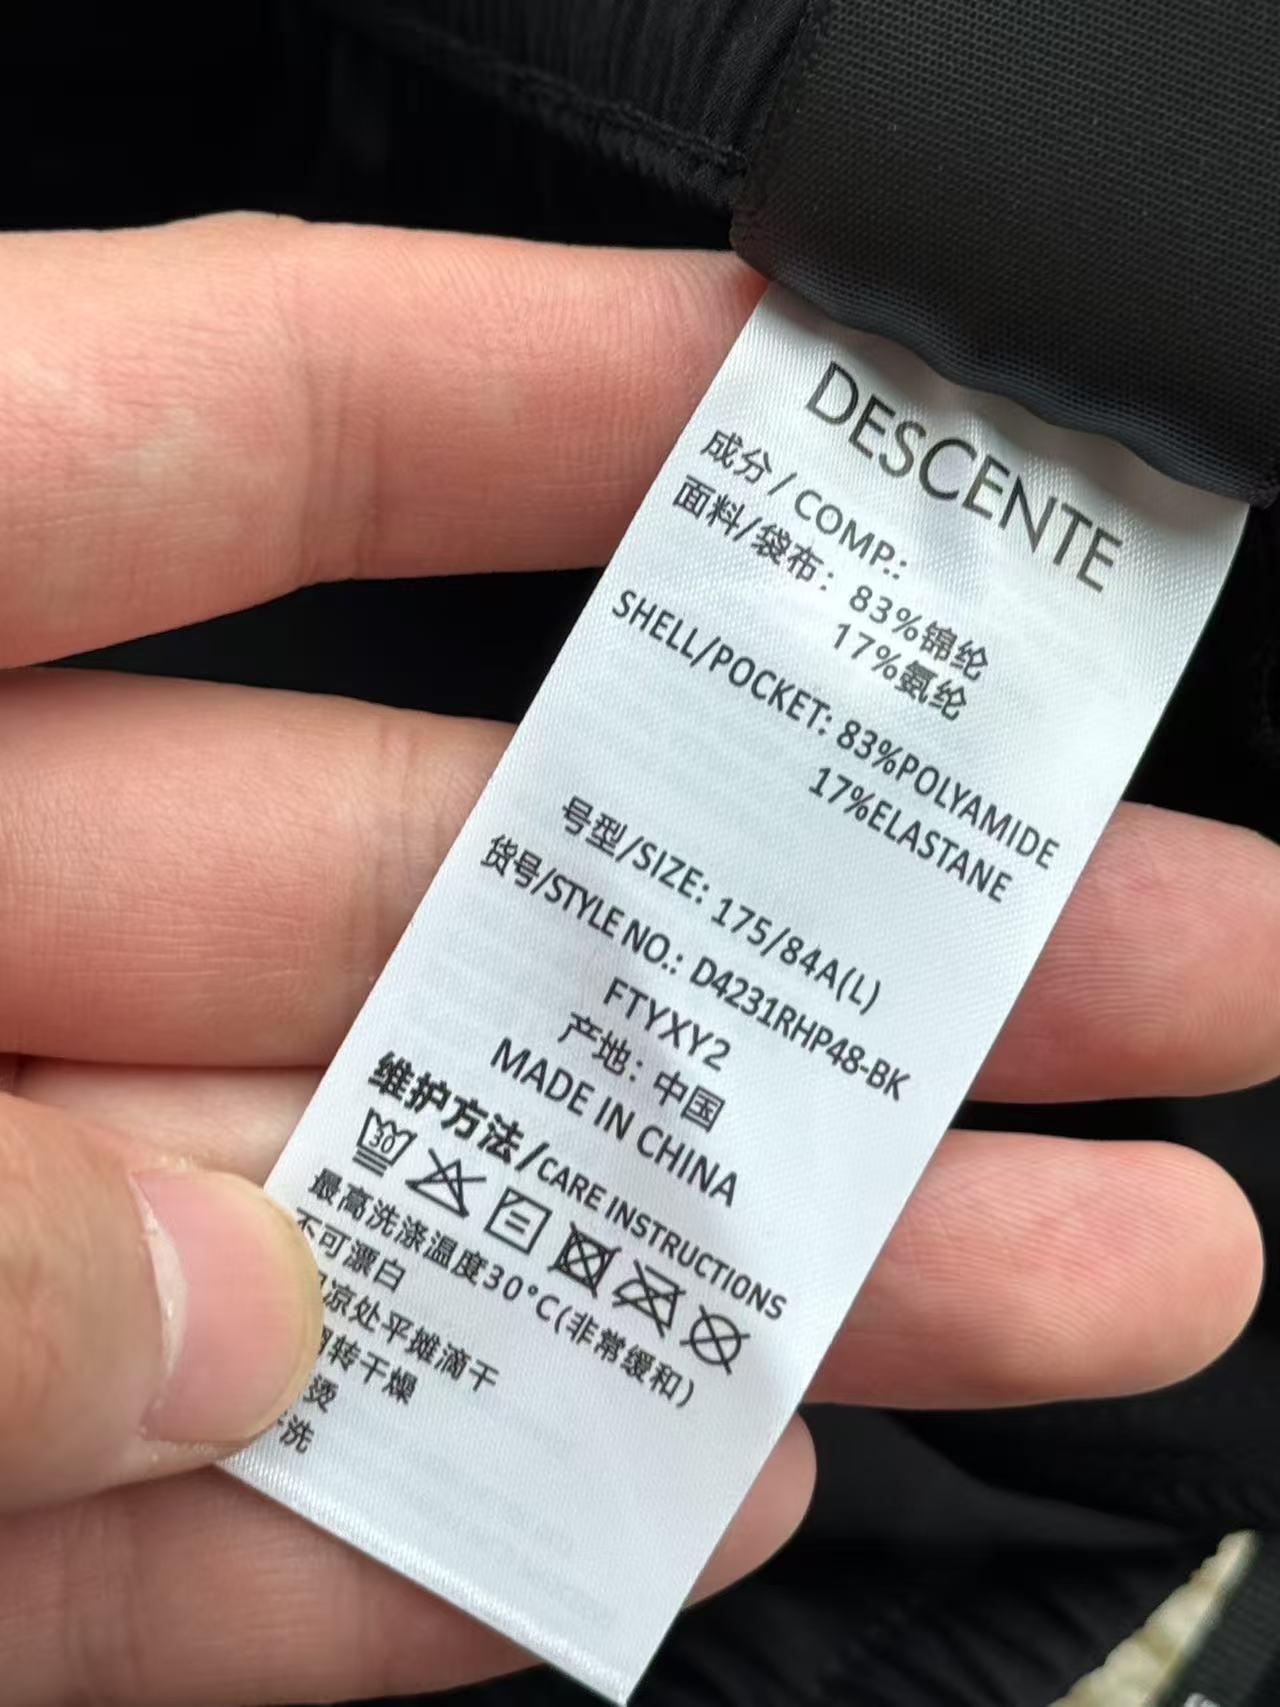 DESCENTE
成分 / COMP.:
面料/袋布: 83%锦纶
17%氨纶
SHELL/POCKET: 83%POLYAMIDE
17%ELASTANE
号型/SIZE: 175/84A(L)
货号/STYLE NO.: D4231RHP48-BK
FTYXY2
产地: 中国
MADE IN CHINA
维护方法/CARE INSTRUCTIONS
30
最高洗涤温度30°C(非常缓和)
不可漂白
凉处平摊滴干
转干燥
烫
洗